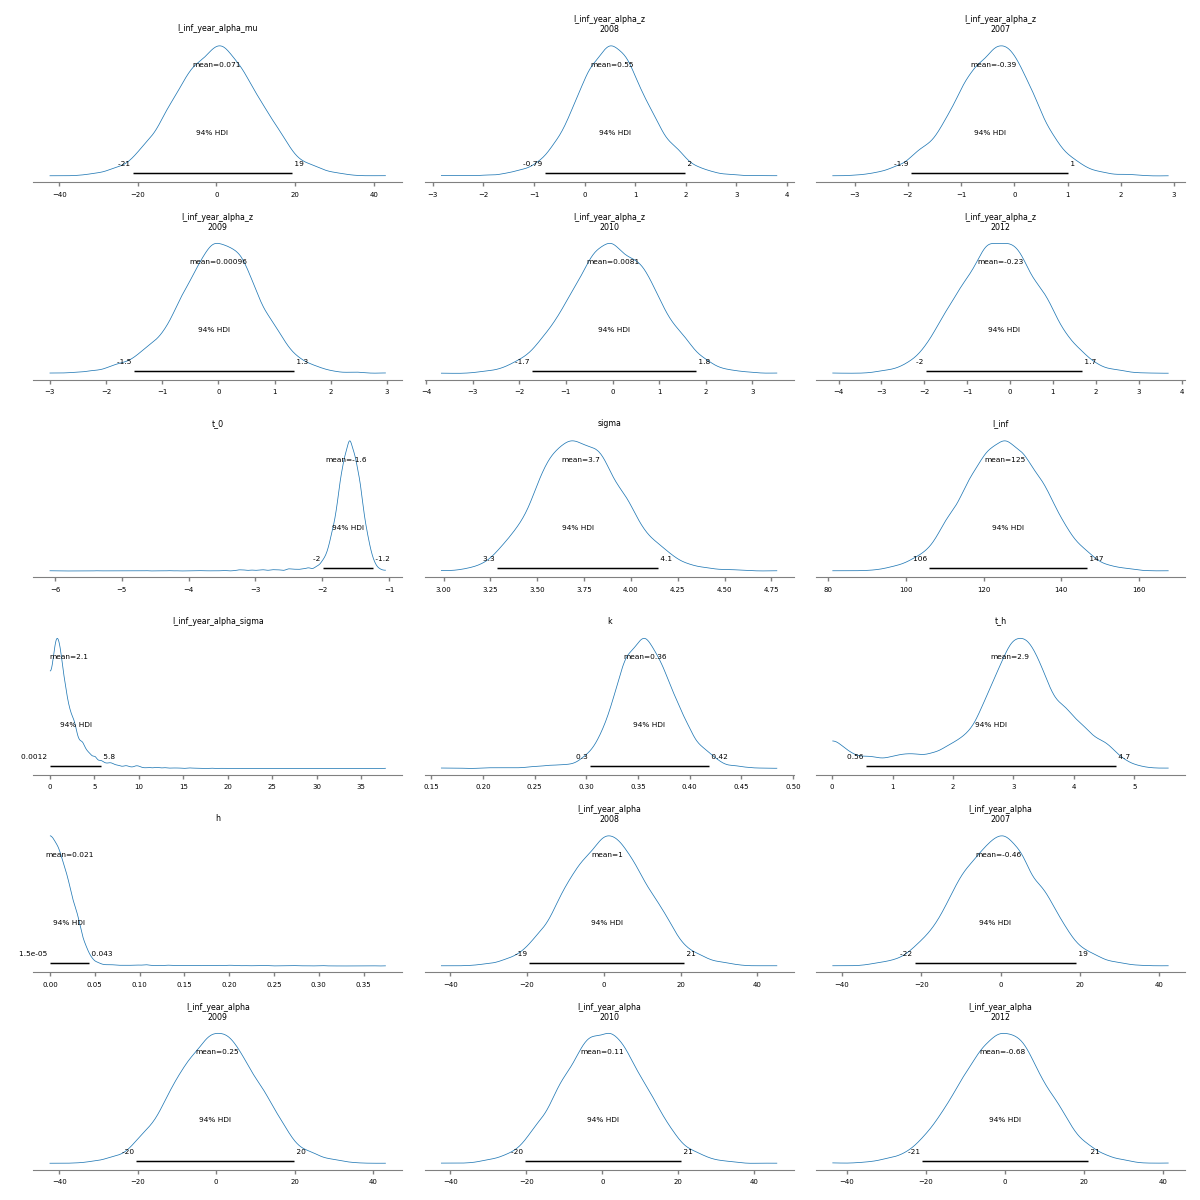 l_inf_year_alpha_mu
mean=0.071
94% HDI
-21 19
−40 −20 0 20 40
l_inf_year_alpha_z
2008
mean=0.55
94% HDI
-0.79 2
−3 −2 −1 0 1 2 3 4
l_inf_year_alpha_z
2007
mean=-0.39
94% HDI
-1.9 1
−3 −2 −1 0 1 2 3
l_inf_year_alpha_z
2009
mean=0.00096
94% HDI
-1.5 1.3
−3 −2 −1 0 1 2 3
l_inf_year_alpha_z
2010
mean=0.0081
94% HDI
-1.7 1.8
−4 −3 −2 −1 0 1 2 3
l_inf_year_alpha_z
2012
mean=-0.23
94% HDI
-2 1.7
−4 −3 −2 −1 0 1 2 3 4
t_0
mean=-1.6
94% HDI
-2 -1.2
−6 −5 −4 −3 −2 −1
sigma
mean=3.7
94% HDI
3.3 4.1
3.00 3.25 3.50 3.75 4.00 4.25 4.50 4.75
l_inf
mean=125
94% HDI
106 147
80 100 120 140 160
l_inf_year_alpha_sigma
mean=2.1
94% HDI
0.0012 5.8
0 5 10 15 20 25 30 35
k
mean=0.36
94% HDI
0.3 0.42
0.15 0.20 0.25 0.30 0.35 0.40 0.45 0.50
t_h
mean=2.9
94% HDI
0.56 4.7
0 1 2 3 4 5
h
mean=0.021
94% HDI
1.5e-05 0.043
0.00 0.05 0.10 0.15 0.20 0.25 0.30 0.35
l_inf_year_alpha
2008
mean=1
94% HDI
-19 21
−40 −20 0 20 40
l_inf_year_alpha
2007
mean=-0.46
94% HDI
-22 19
−40 −20 0 20 40
l_inf_year_alpha
2009
mean=0.25
94% HDI
-20 20
−40 −20 0 20 40
l_inf_year_alpha
2010
mean=0.11
94% HDI
-20 21
−40 −20 0 20 40
l_inf_year_alpha
2012
mean=-0.68
94% HDI
-21 21
−40 −20 0 20 40